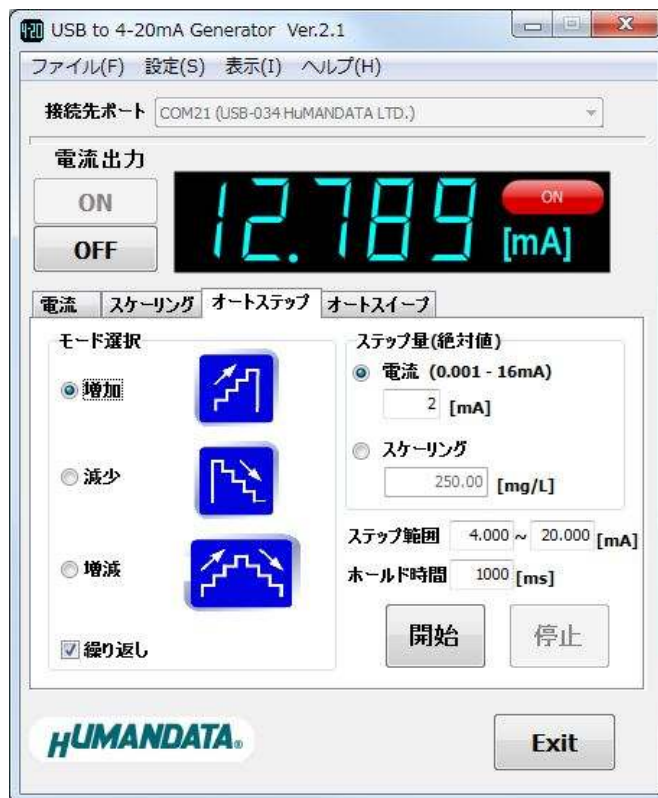 4-20 USB to 4-20mA Generator Ver.2.1
ファイル(F) 設定(S) 表示(I) ヘルプ(H)
接続先ポート COM21 (USB-034 HuMANDATA LTD.)
電流出力
ON
OFF
12.789 ON [mA]
電流 スケーリング オートステップ オートスイープ
モード選択
増加
減少
増減
繰り返し
ステップ量(絶対値)
電流 (0.001 - 16mA)
2 [mA]
スケーリング
250.00 [mg/L]
ステップ範囲 4.000 ~ 20.000 [mA]
ホールド時間 1000 [ms]
開始 停止
HUMANDATA® Exit